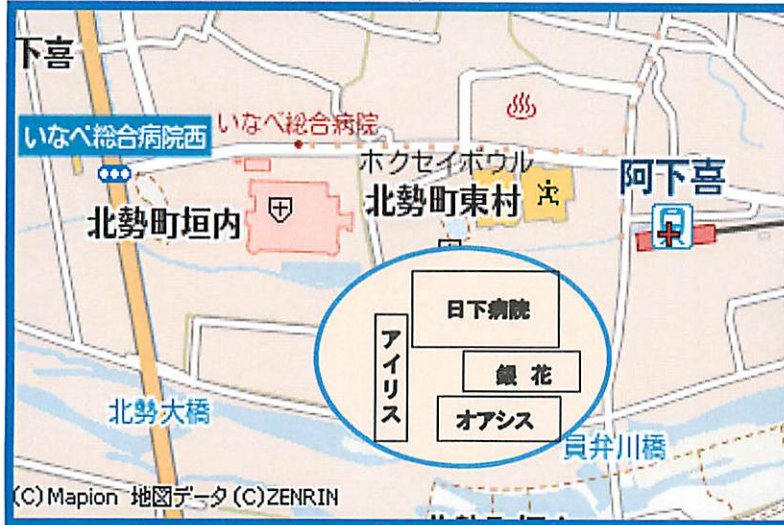 下喜
いなべ総合病院西
いなべ総合病院
ホクセイボウル
北勢町東村
阿下喜
北勢町垣内
日下病院
アイリス
銀花
オアシス
北勢大橋
員弁川橋
(C)Mapion 地図データ(C)ZENRIN